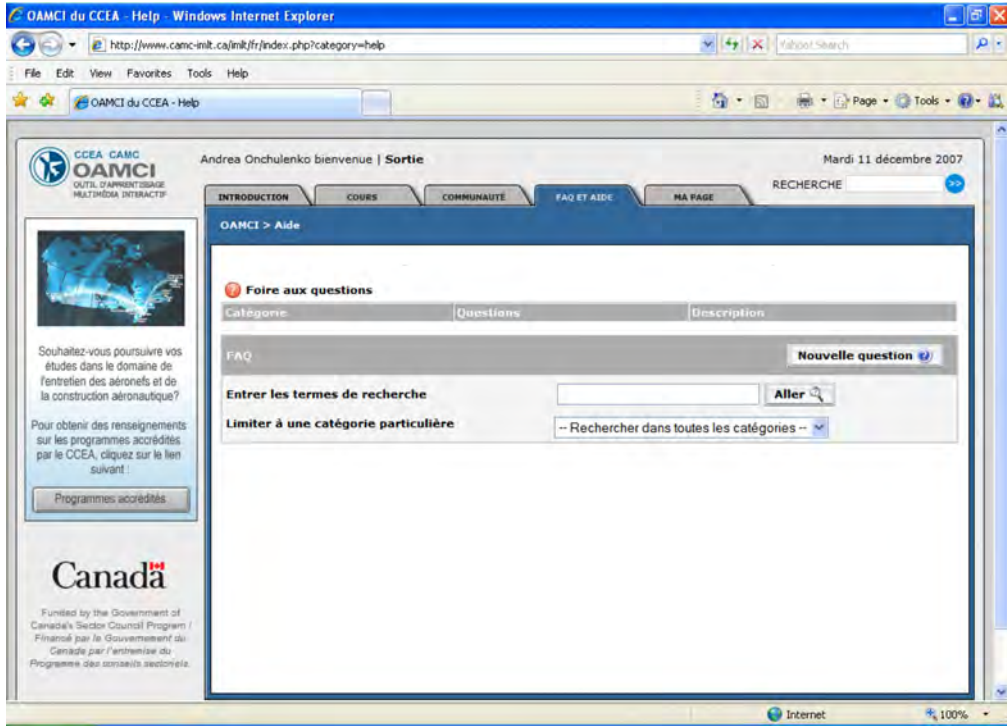 OAMCI du CCEA - Help - Windows Internet Explorer
http://www.camc-imlt.ca/imlt/fr/index.php?category=help
Yahoo! Search
File Edit View Favorites Tools Help
OAMCI du CCEA - Help
Page Tools
CCEA CAMC
OAMCI
OUTIL D'APPRENTISSAGE
MULTIMÉDIA INTERACTIF
Andrea Onchulenko bienvenue | Sortie
Mardi 11 décembre 2007
RECHERCHE
INTRODUCTION COURS COMMUNAUTÉ FAQ ET AIDE MA PAGE
OAMCI > Aide
Foire aux questions
Catégorie Questions Description
FAQ
Nouvelle question
Entrer les termes de recherche
Aller
Limiter à une catégorie particulière
-- Rechercher dans toutes les catégories --
Souhaitez-vous poursuivre vos
études dans le domaine de
l'entretien des aéronefs et de
la construction aéronautique?
Pour obtenir des renseignements
sur les programmes accrédités
par le CCEA, cliquez sur le lien
suivant :
Programmes accrédités
Canada
Funded by the Government of
Canada's Sector Council Program /
Financé par le Gouvernement du
Canada par l'entremise du
Programme des conseils sectoriels.
Internet
100%